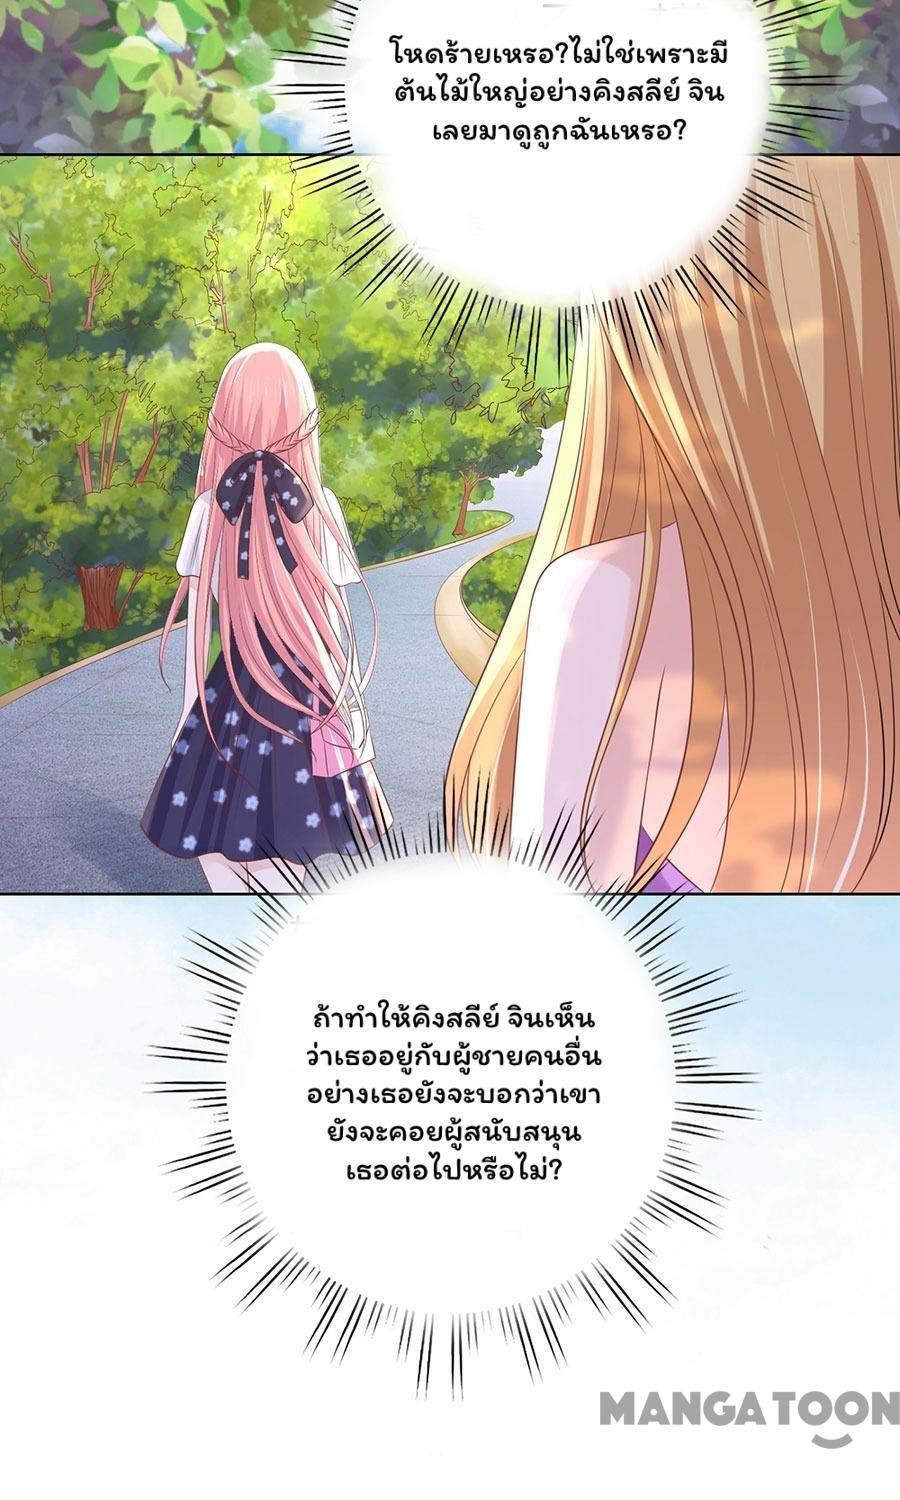 โหดร้ายเหรอ?ไม่ใช่เพราะมี
ต้นไม้ใหญ่อย่างคิงสลีย์ จิน
เลยมาดูถูกฉันเหรอ?
ถ้าทำให้คิงสลีย์ จินเห็น
ว่าเธออยู่กับผู้ชายคนอื่น
อย่างเธอยังจะบอกว่าเขา
ยังจะคอยผู้สนับสนุน
เธอต่อไปหรือไม่?
MANGATOON